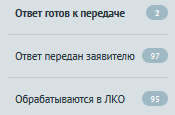 Ответ готов к передаче 2
Ответ передан заявителю 97
Обрабатываются в ЛКО 95